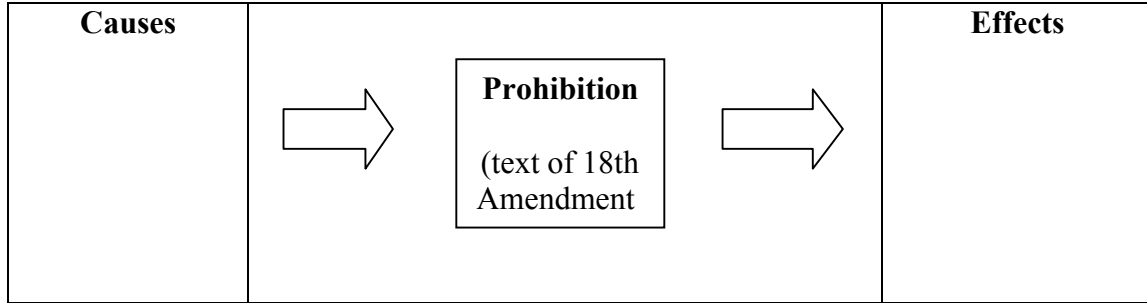 Causes
Prohibition
(text of 18th
Amendment
Effects